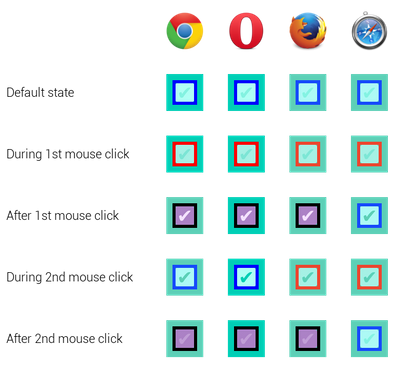 Default state
During 1st mouse click
After 1st mouse click
During 2nd mouse click
After 2nd mouse click